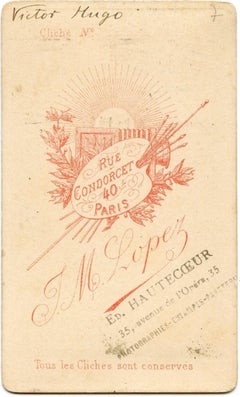 Victor Hugo 7
Cliché No
RUE
CONDORCET
40
PARIS
J. M. López
ED. HAUTECŒUR
35, avenue de l'Opéra, 35
Tous les Clichés sont conservés